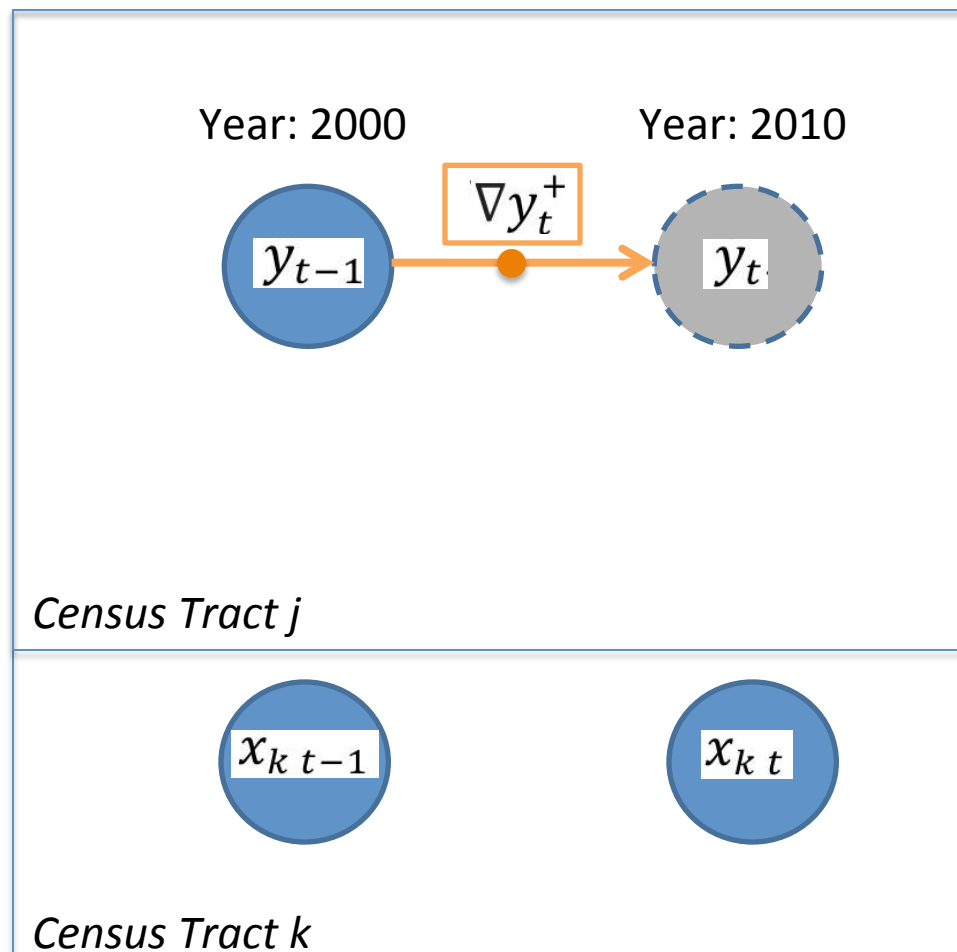 Year: 2000 Year: 2010
∇y_t^+
y_{t−1} y_t
Census Tract j
x_{k t−1} x_{k t}
Census Tract k